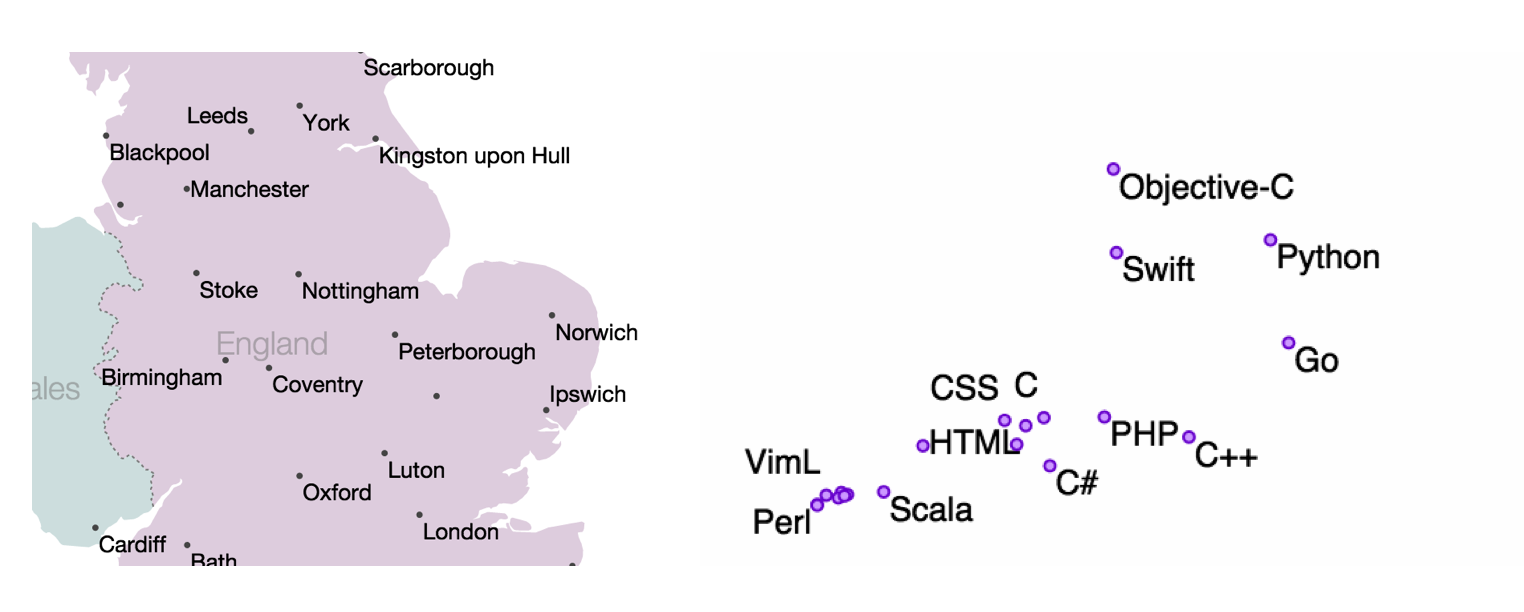 Scarborough
Leeds
York
Blackpool
Kingston upon Hull
Manchester
Stoke
Nottingham
Norwich
England
Peterborough
Birmingham
Coventry
ales
Ipswich
Luton
Oxford
London
Cardiff
Bath
Objective-C
Python
Swift
Go
CSS
C
HTML
PHP
C++
VimL
C#
Scala
Perl